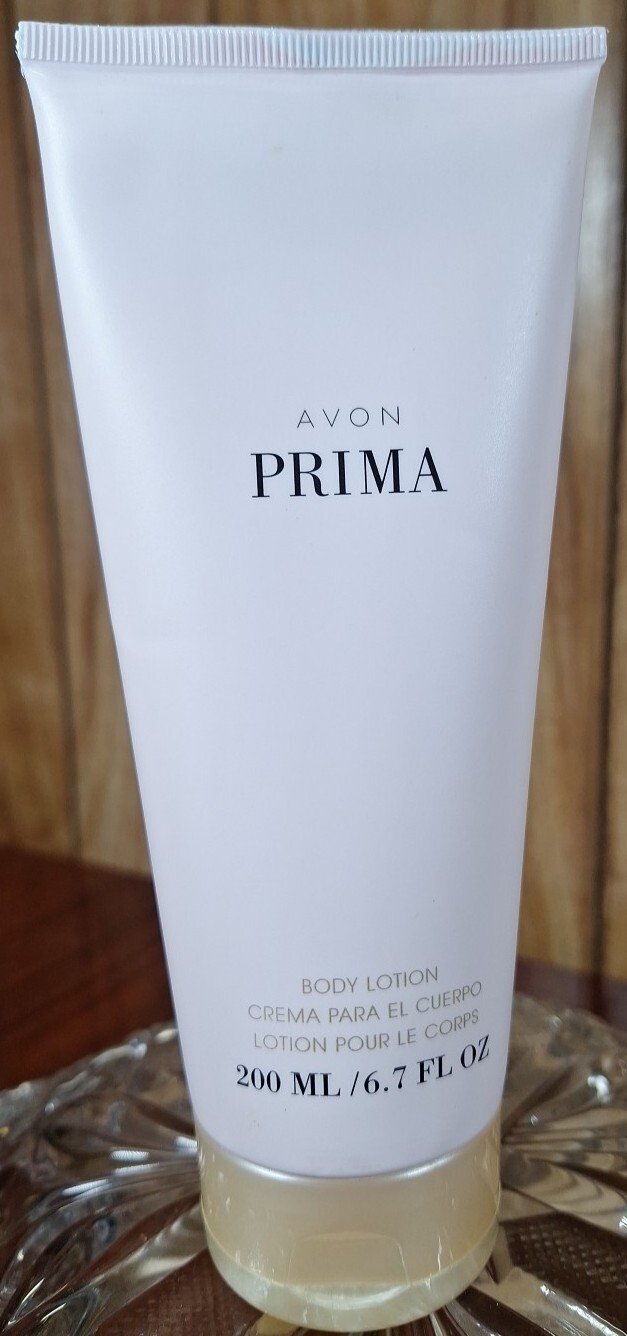 AVON
PRIMA
BODY LOTION
CREMA PARA EL CUERPO
LOTION POUR LE CORPS
200 ML / 6.7 FL OZ